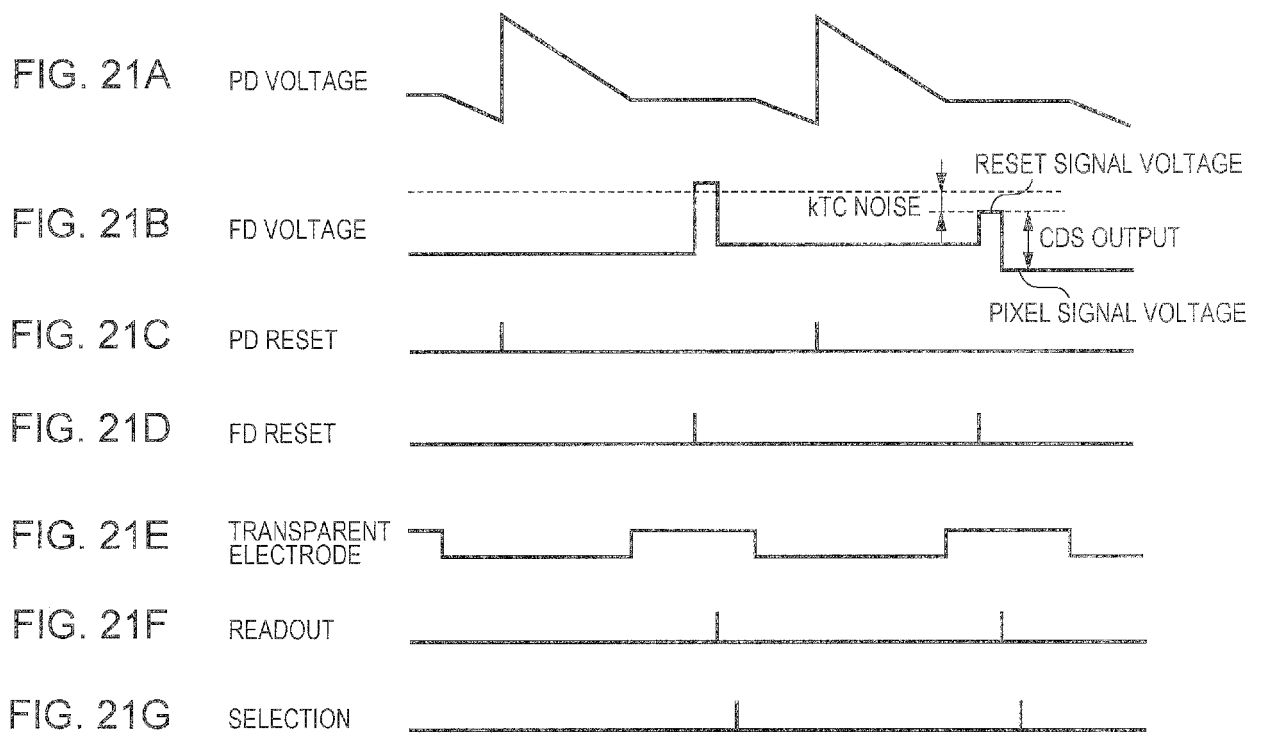 FIG. 21A PD VOLTAGE
RESET SIGNAL VOLTAGE
kTC NOISE
FIG. 21B FD VOLTAGE
CDS OUTPUT
PIXEL SIGNAL VOLTAGE
FIG. 21C PD RESET
FIG. 21D FD RESET
FIG. 21E TRANSPARENT
ELECTRODE
FIG. 21F READOUT
FIG. 21G SELECTION